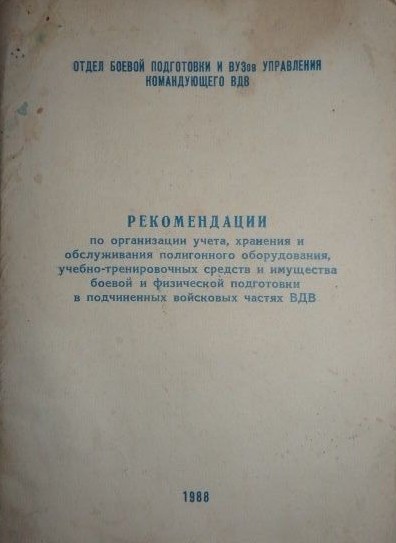 ОТДЕЛ БОЕВОЙ ПОДГОТОВКИ И ВУЗов УПРАВЛЕНИЯ
КОМАНДУЮЩЕГО ВДВ
РЕКОМЕНДАЦИИ
по организации учета, хранения и
обслуживания полигонного оборудования,
учебно-тренировочных средств и имущества
боевой и физической подготовки
в подчиненных войсковых частях ВДВ
1988